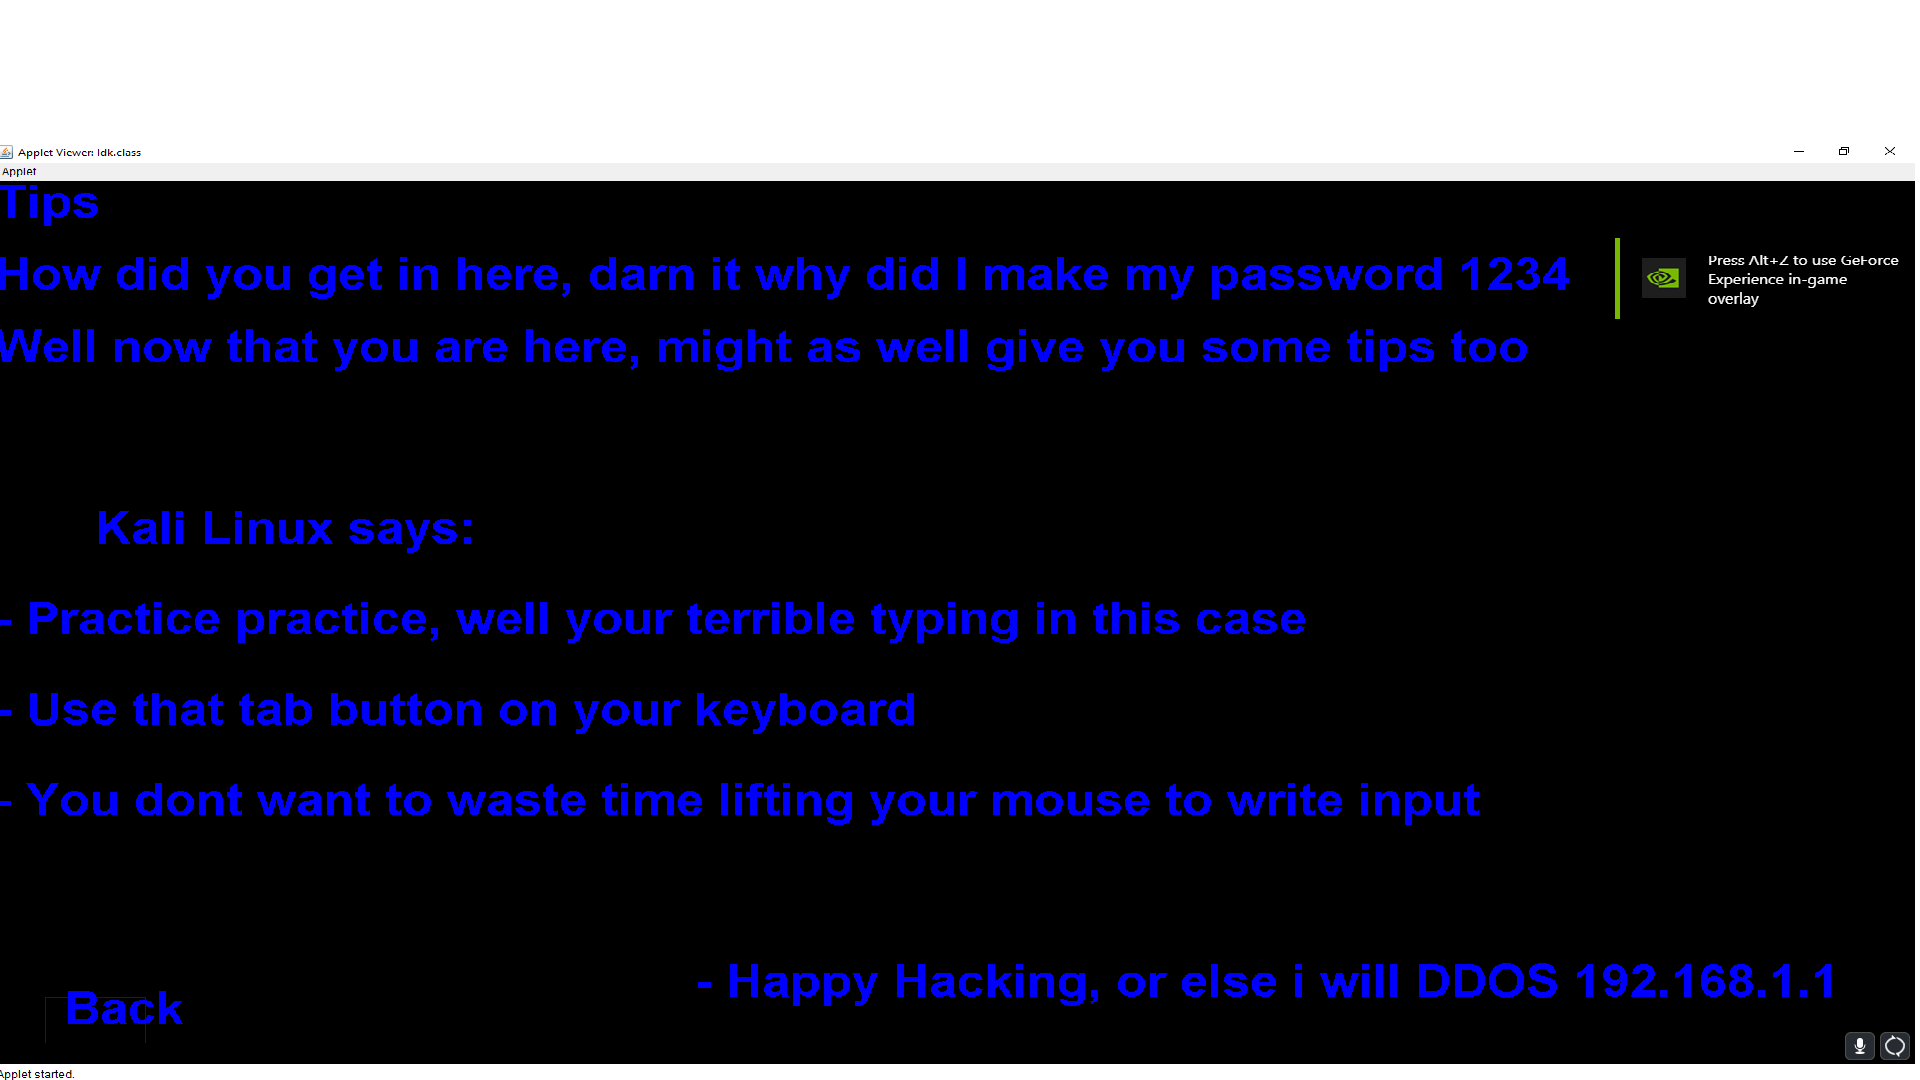 Applet Viewer: Idk.class
Applet
Tips
How did you get in here, darn it why did I make my password 1234
Well now that you are here, might as well give you some tips too
Press Alt+Z to use GeForce
Experience in-game
overlay
Kali Linux says:
- Practice practice, well your terrible typing in this case
- Use that tab button on your keyboard
- You dont want to waste time lifting your mouse to write input
- Happy Hacking, or else i will DDOS 192.168.1.1
Back
Applet started.